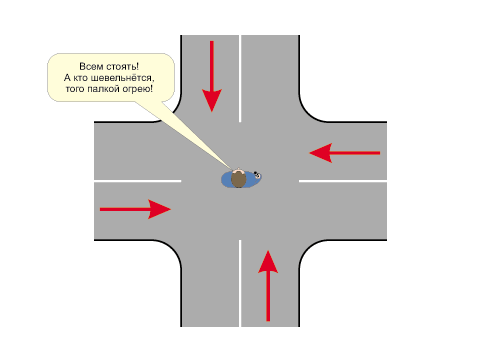 Всем стоять!
А кто шевельнётся,
того палкой огрею!